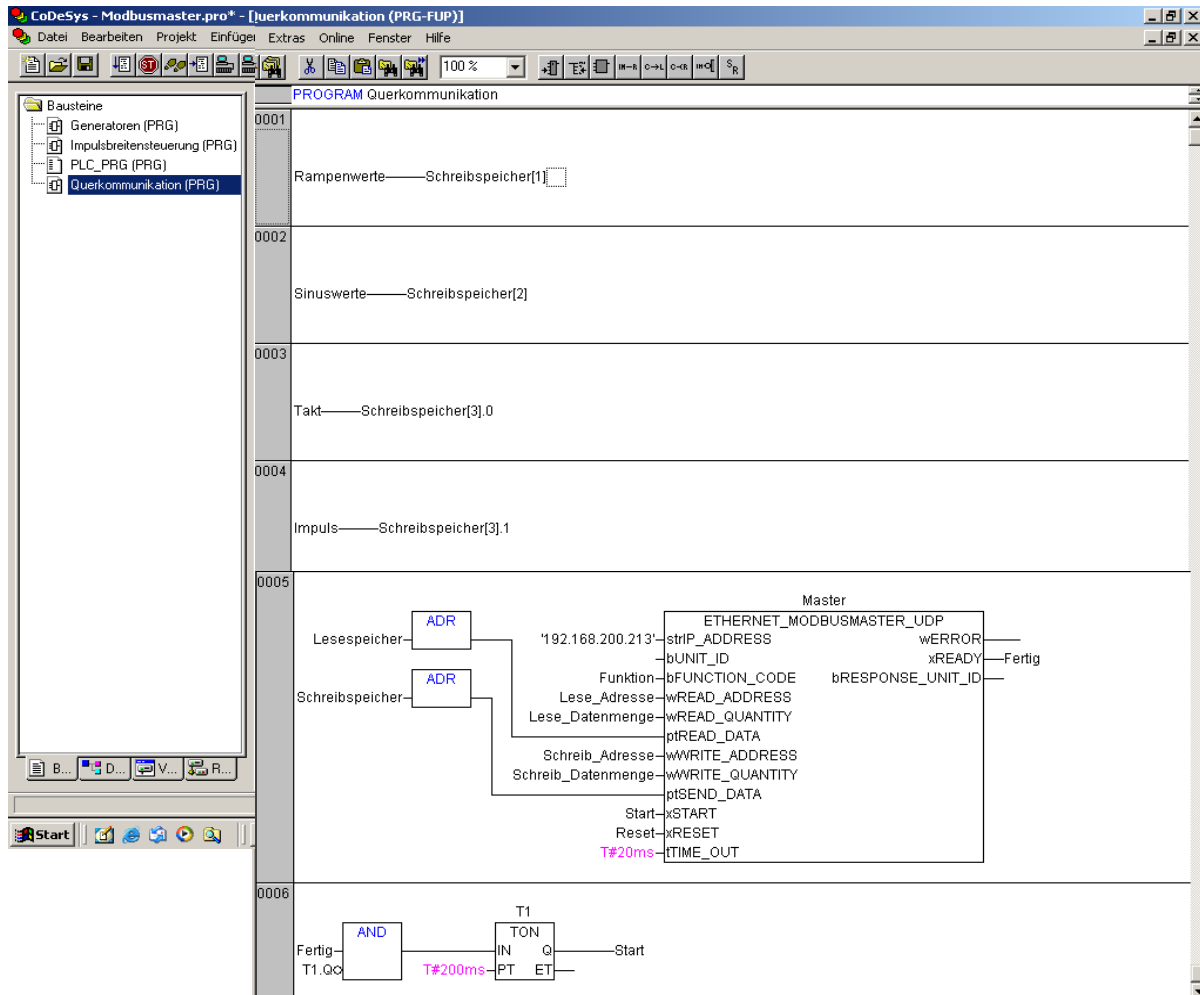 CoDeSys - Modbusmaster.pro* - [Querkommunikation (PRG-FUP)]
Datei Bearbeiten Projekt Einfüge Extras Online Fenster Hilfe
100 %
Bausteine
Generatoren (PRG)
Impulsbreitensteuerung (PRG)
PLC_PRG (PRG)
Querkommunikation (PRG)
B... D... V... R...
Start
PROGRAM Querkommunikation
0001
Rampenwerte Schreibspeicher[1]
0002
Sinuswerte Schreibspeicher[2]
0003
Takt Schreibspeicher[3].0
0004
Impuls Schreibspeicher[3].1
0005
Master
ADR ETHERNET_MODBUSMASTER_UDP
Lesespeicher '192.168.200.213' strIP_ADDRESS wERROR
bUNIT_ID xREADY Fertig
ADR Funktion bFUNCTION_CODE bRESPONSE_UNIT_ID
Schreibspeicher Lese_Adresse wREAD_ADDRESS
Lese_Datenmenge wREAD_QUANTITY
ptREAD_DATA
Schreib_Adresse wWRITE_ADDRESS
Schreib_Datenmenge wWRITE_QUANTITY
ptSEND_DATA
Start xSTART
Reset xRESET
T#20ms tTIME_OUT
0006
T1
AND TON
Fertig IN Q Start
T1.Q T#200ms PT ET